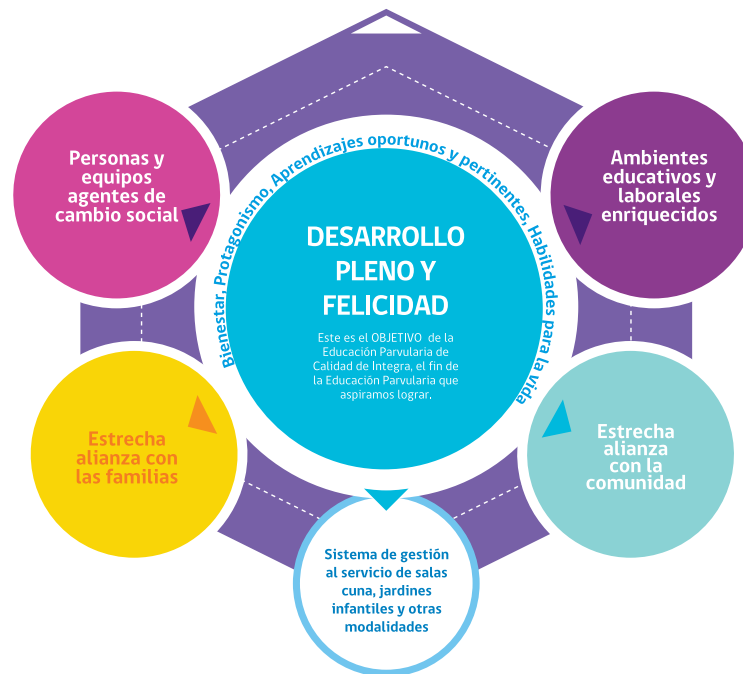 Bienestar, Protagonismo, Aprendizajes oportunos y pertinentes, Habilidades para la vida
Personas y
equipos
agentes de
cambio social
Ambientes
educativos y
laborales
enriquecidos
DESARROLLO
PLENO Y
FELICIDAD
Este es el OBJETIVO de la
Educación Parvularia de
Calidad de Integra, el fin de
la Educación Parvularia que
aspiramos lograr.
Estrecha
alianza con
las familias
Estrecha
alianza
con la
comunidad
Sistema de gestión
al servicio de salas
cuna, jardines
infantiles y otras
modalidades